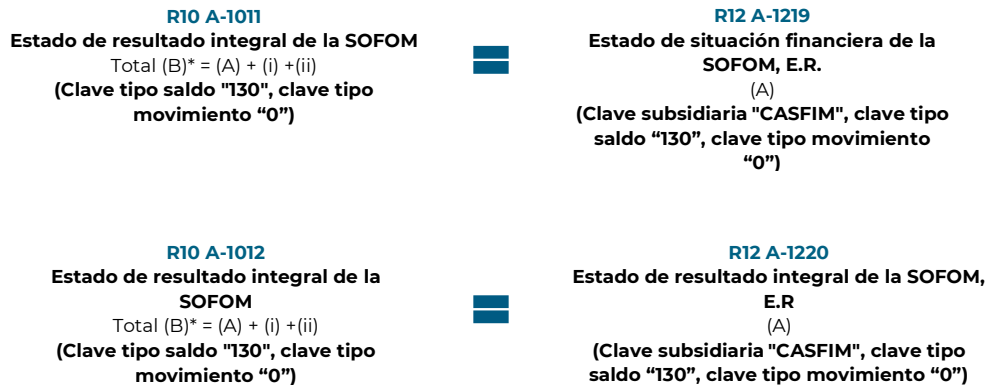 R10 A-1011
Estado de resultado integral de la SOFOM
Total (B)* = (A) + (i) +(ii)
(Clave tipo saldo "130", clave tipo
movimiento “0”)
R12 A-1219
Estado de situación financiera de la
SOFOM, E.R.
(A)
(Clave subsidiaria "CASFIM", clave tipo
saldo “130”, clave tipo movimiento
“0”)
R10 A-1012
Estado de resultado integral de la
SOFOM
Total (B)* = (A) + (i) +(ii)
(Clave tipo saldo "130", clave tipo
movimiento “0”)
R12 A-1220
Estado de resultado integral de la SOFOM,
E.R
(A)
(Clave subsidiaria "CASFIM", clave tipo
saldo “130”, clave tipo movimiento “0”)